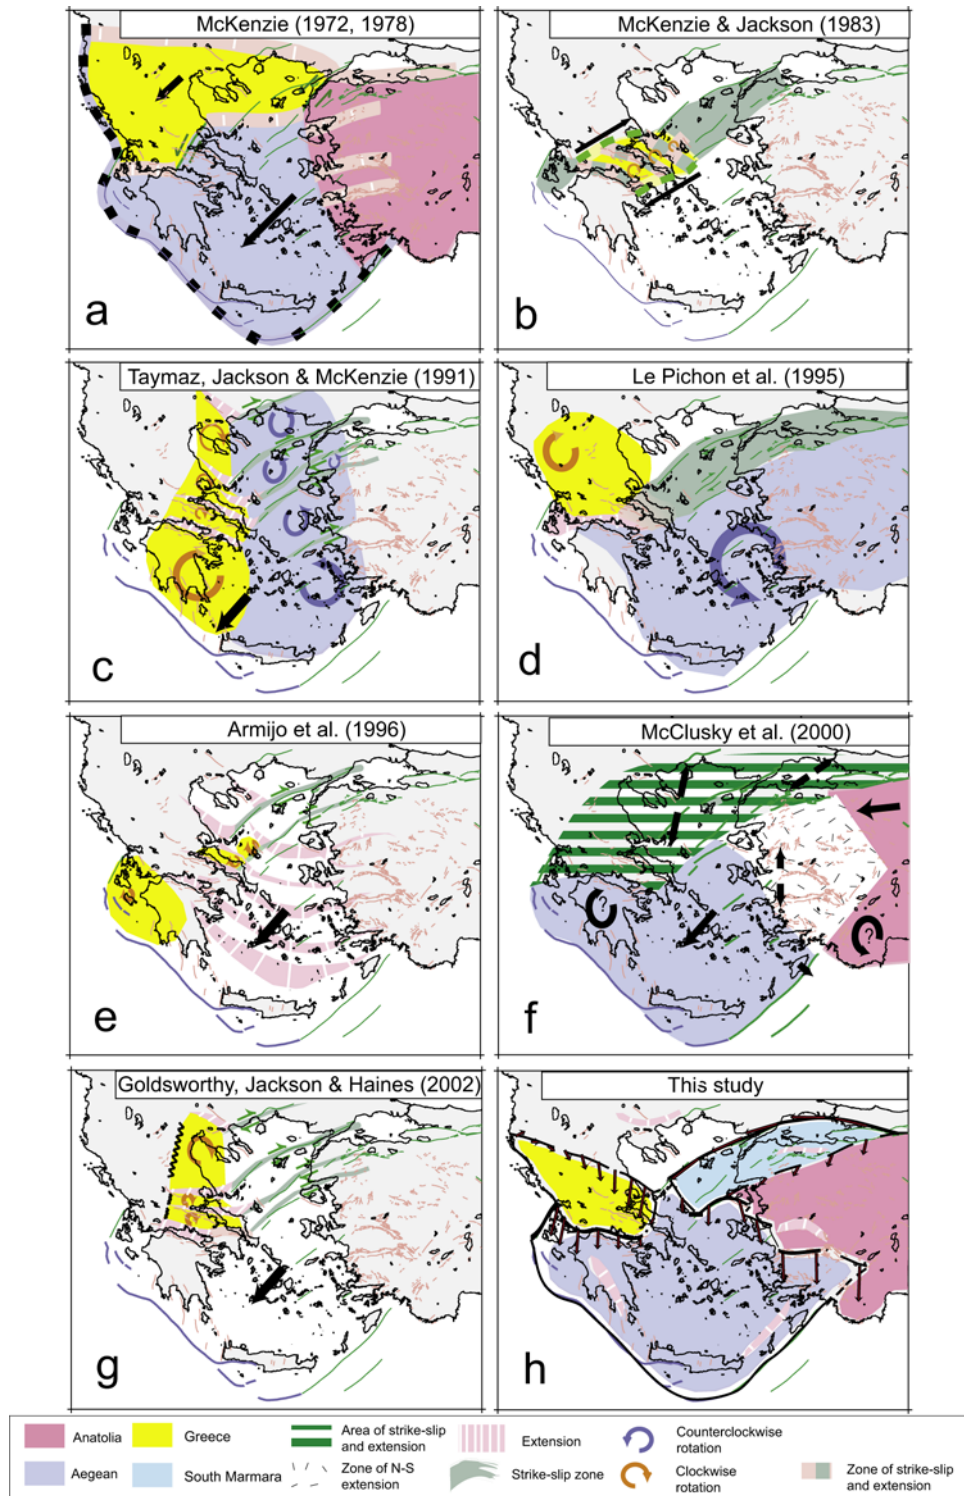 McKenzie (1972, 1978)
a
McKenzie & Jackson (1983)
b
Taymaz, Jackson & McKenzie (1991)
c
Le Pichon et al. (1995)
d
Armijo et al. (1996)
e
McClusky et al. (2000)
?
?
f
Goldsworthy, Jackson & Haines (2002)
g
This study
h
Anatolia
Greece
Area of strike-slip
and extension
Extension
Counterclockwise
rotation
Aegean
South Marmara
Zone of N-S
extension
Strike-slip zone
Clockwise
rotation
Zone of strike-slip
and extension